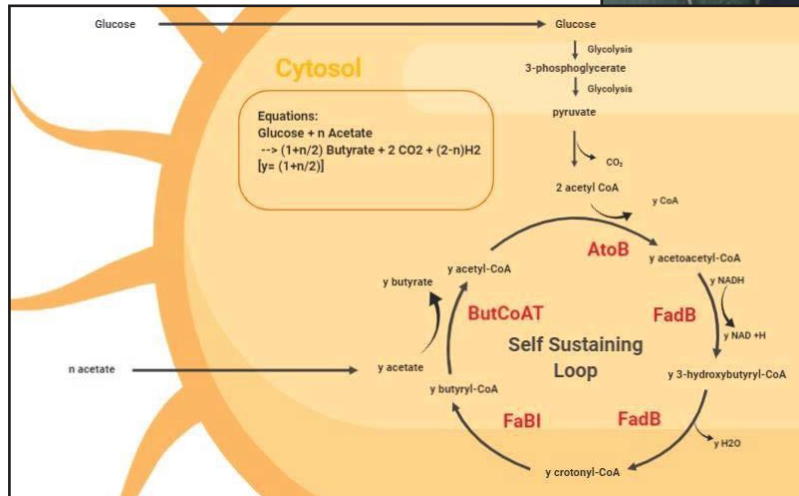 Glucose
Glucose
Glycolysis
3-phosphoglycerate
Glycolysis
pyruvate
CO₂
2 acetyl CoA
y CoA
Cytosol
Equations:
Glucose + n Acetate
--> (1+n/2) Butyrate + 2 CO2 + (2-n)H2
[y= (1+n/2)]
AtoB
y acetyl-CoA
y acetoacetyl-CoA
y butyrate
y NADH
ButCoAT
FadB
y NAD +H
Self Sustaining
Loop
n acetate
y acetate
y 3-hydroxybutyryl-CoA
y butyryl-CoA
FaBI
FadB
y H2O
y crotonyl-CoA